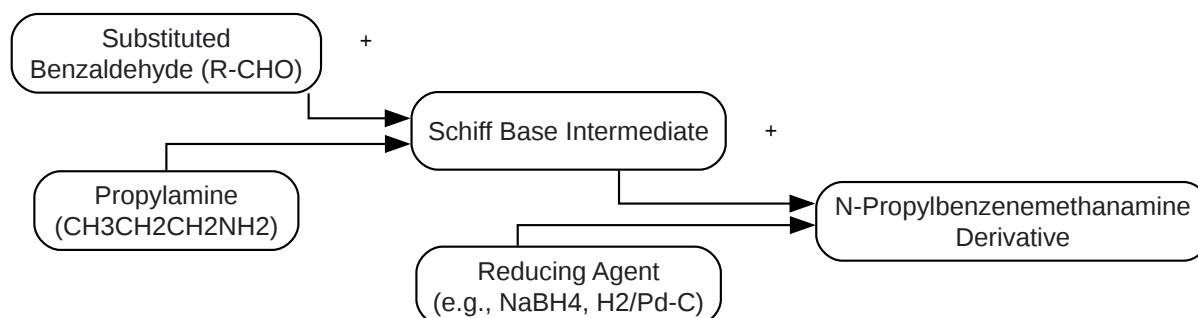 Substituted
Benzaldehyde (R-CHO)
+
Propylamine
(CH3CH2CH2NH2)
Schiff Base Intermediate
+
Reducing Agent
(e.g., NaBH4, H2/Pd-C)
N-Propylbenzenemethanamine
Derivative